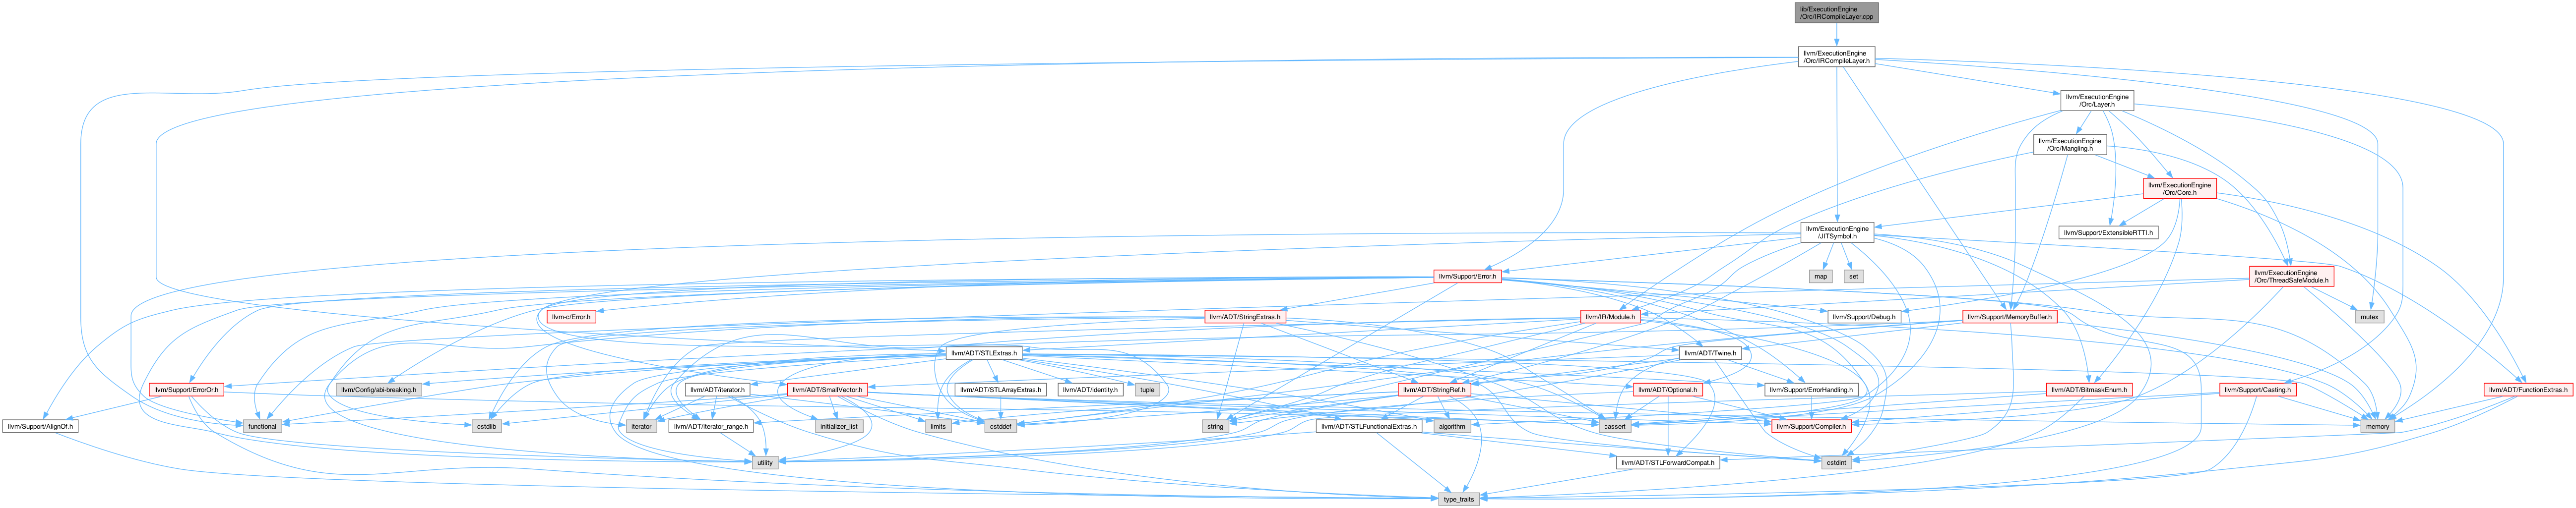 lib/ExecutionEngine
/Orc/IRCompileLayer.cpp
llvm/ExecutionEngine
/Orc/IRCompileLayer.h
llvm/ExecutionEngine
/Orc/Layer.h
llvm/ExecutionEngine
/Orc/Mangling.h
llvm/ExecutionEngine
/Orc/Core.h
llvm/ExecutionEngine
/JITSymbol.h
llvm/Support/ExtensibleRTTI.h
llvm/Support/Error.h
map
set
llvm/ExecutionEngine
/Orc/ThreadSafeModule.h
llvm-c/Error.h
llvm/ADT/StringExtras.h
llvm/IR/Module.h
llvm/Support/Debug.h
llvm/Support/MemoryBuffer.h
mutex
llvm/ADT/STLExtras.h
llvm/ADT/Twine.h
llvm/Support/ErrorOr.h
llvm/Config/abi-breaking.h
llvm/ADT/iterator.h
llvm/ADT/SmallVector.h
llvm/ADT/STLArrayExtras.h
llvm/ADT/identity.h
tuple
llvm/ADT/StringRef.h
llvm/ADT/Optional.h
llvm/Support/ErrorHandling.h
llvm/ADT/BitmaskEnum.h
llvm/Support/Casting.h
llvm/ADT/FunctionExtras.h
llvm/Support/AlignOf.h
functional
cstdlib
iterator
llvm/ADT/iterator_range.h
initializer_list
limits
cstddef
string
algorithm
llvm/ADT/STLFunctionalExtras.h
cassert
llvm/Support/Compiler.h
memory
utility
llvm/ADT/STLForwardCompat.h
cstdint
type_traits